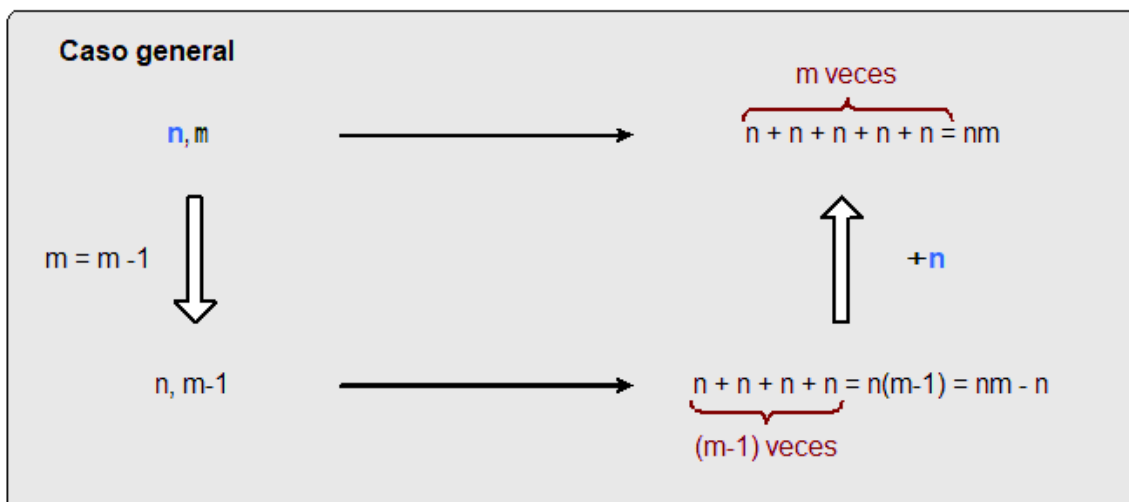 Caso general
m veces
n, m
n + n + n + n + n = nm
m = m -1
+n
n, m-1
n + n + n + n = n(m-1) = nm - n
(m-1) veces